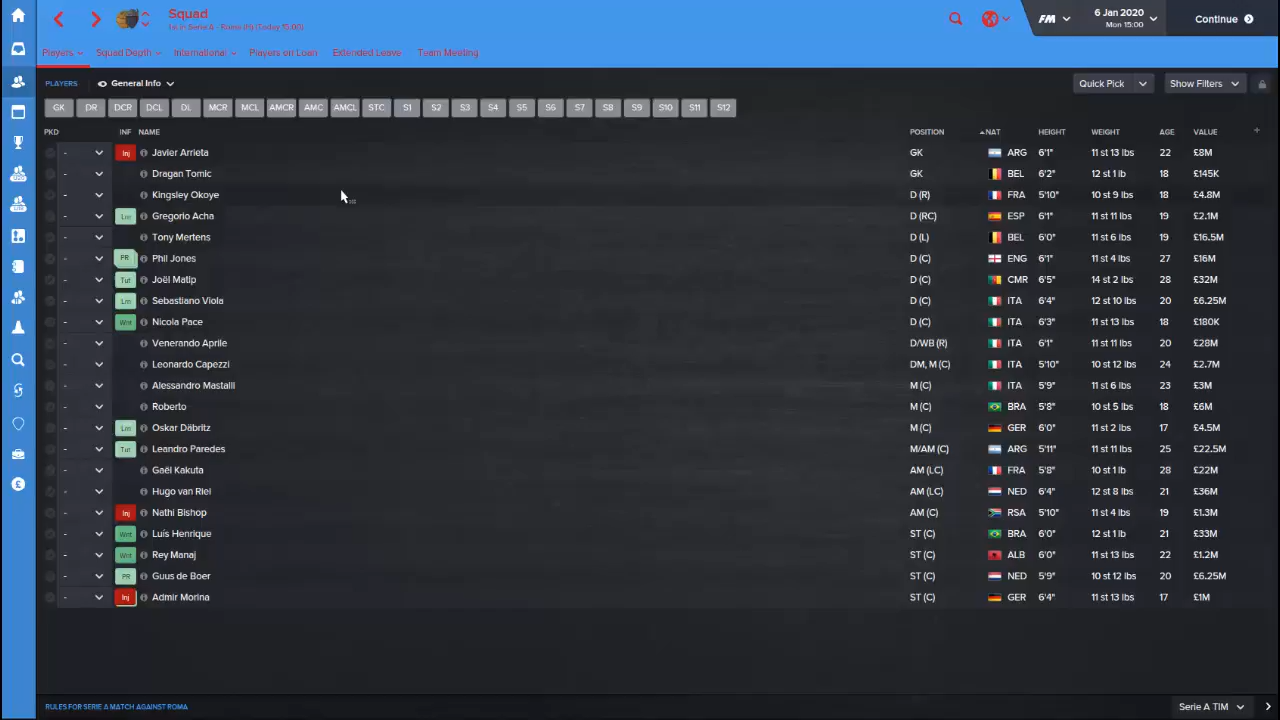 Squad
1st in Serie A - Roma (N) (Today 15:00)
FM
6 Jan 2020
Mon 15:00
Continue
Players
Squad Depth
International
Players on Loan
Extended Leave
Team Meeting
PLAYERS
General Info
Quick Pick
Show Filters
GK DR DCR DCL DL MCR MCL AMCR AMC AMCL STC S1 S2 S3 S4 S5 S6 S7 S8 S9 S10 S11 S12
PKD INF NAME POSITION NAT HEIGHT WEIGHT AGE VALUE
- Inj Javier Arrieta GK ARG 6'1" 11 st 13 lbs 22 £8M
- Dragan Tomic GK BEL 6'2" 12 st 1 lb 18 £145K
- Kingsley Okoye D (R) FRA 5'10" 10 st 9 lbs 18 £4.8M
- Gregorio Acha D (RC) ESP 6'1" 11 st 11 lbs 19 £2.1M
- Tony Mertens D (L) BEL 6'0" 11 st 6 lbs 19 £16.5M
- PR Phil Jones D (C) ENG 6'1" 11 st 4 lbs 27 £16M
- Tut Joël Matip D (C) CMR 6'5" 14 st 2 lbs 28 £32M
- Sebastiano Viola D (C) ITA 6'4" 12 st 10 lbs 20 £6.25M
- Wnt Nicola Pace D (C) ITA 6'3" 11 st 13 lbs 18 £180K
- Venerando Aprile D/WB (R) ITA 6'1" 11 st 11 lbs 20 £28M
- Leonardo Capezzi DM, M (C) ITA 5'10" 10 st 12 lbs 24 £2.7M
- Alessandro Mastalli M (C) ITA 5'9" 11 st 6 lbs 23 £3M
- Roberto M (C) BRA 5'8" 10 st 5 lbs 18 £6M
- Oskar Däbritz M (C) GER 6'0" 11 st 2 lbs 17 £4.5M
- Tut Leandro Paredes M/AM (C) ARG 5'11" 11 st 11 lbs 25 £22.5M
- Gaël Kakuta AM (LC) FRA 5'8" 10 st 1 lb 28 £22M
- Hugo van Riel AM (LC) NED 6'4" 12 st 8 lbs 21 £36M
- Inj Nathi Bishop AM (C) RSA 5'10" 11 st 4 lbs 19 £1.3M
- Wnt Luís Henrique ST (C) BRA 6'0" 12 st 1 lb 21 £33M
- Wnt Rey Manaj ST (C) ALB 6'0" 11 st 13 lbs 22 £1.2M
- PR Guus de Boer ST (C) NED 5'9" 10 st 12 lbs 20 £6.25M
- Inj Admir Morina ST (C) GER 6'4" 11 st 13 lbs 17 £1M
RULES FOR SERIE A MATCH AGAINST ROMA
Serie A TIM